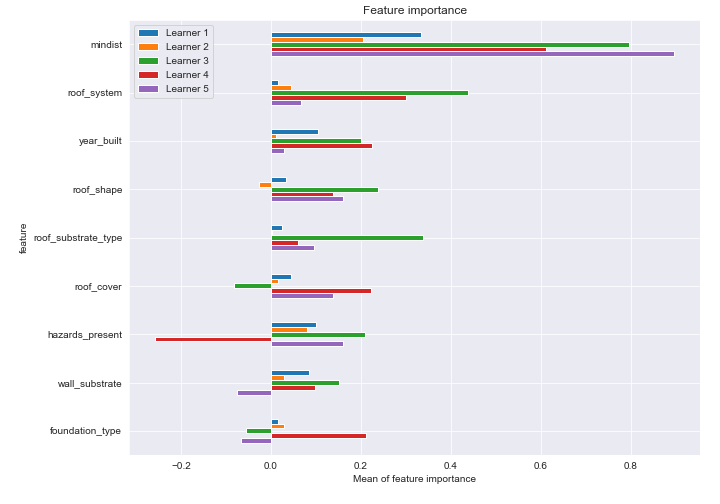 Feature importance
Learner 1
Learner 2
Learner 3
Learner 4
Learner 5
mindist
roof_system
year_built
roof_shape
roof_substrate_type
roof_cover
hazards_present
wall_substrate
foundation_type
feature
−0.2 0.0 0.2 0.4 0.6 0.8
Mean of feature importance